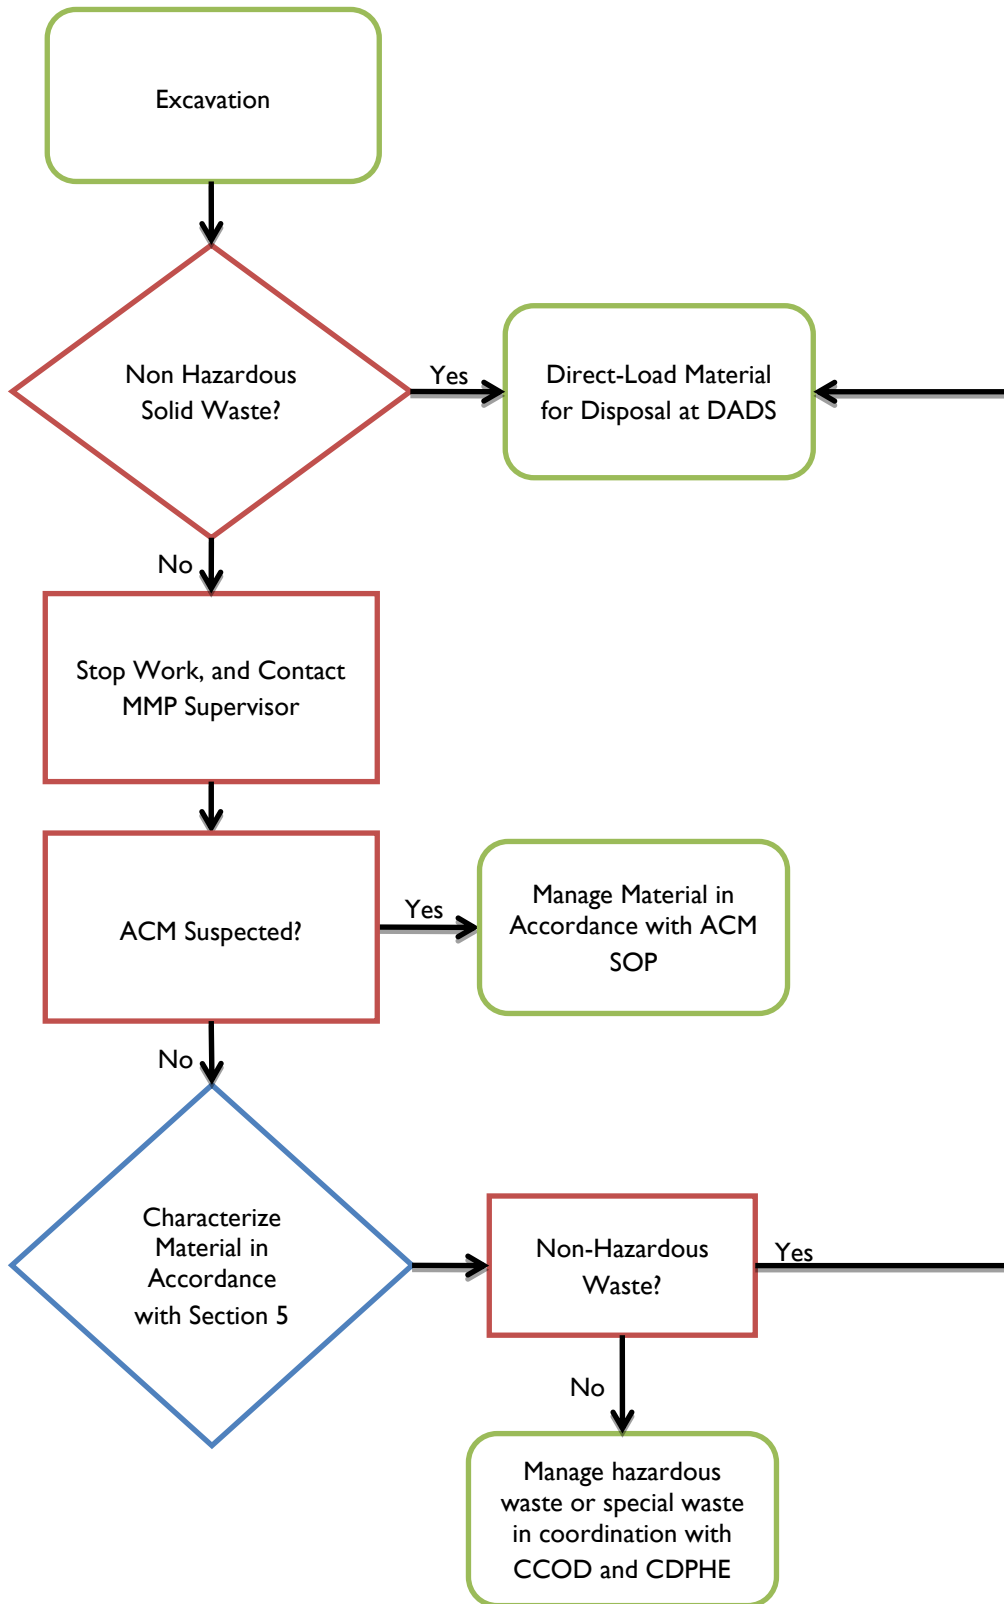 Excavation
Non Hazardous
Solid Waste?
Yes
Direct-Load Material
for Disposal at DADS
No
Stop Work, and Contact
MMP Supervisor
ACM Suspected?
Yes
Manage Material in
Accordance with ACM
SOP
No
Characterize
Material in
Accordance
with Section 5
Non-Hazardous
Waste?
Yes
No
Manage hazardous
waste or special waste
in coordination with
CCOD and CDPHE